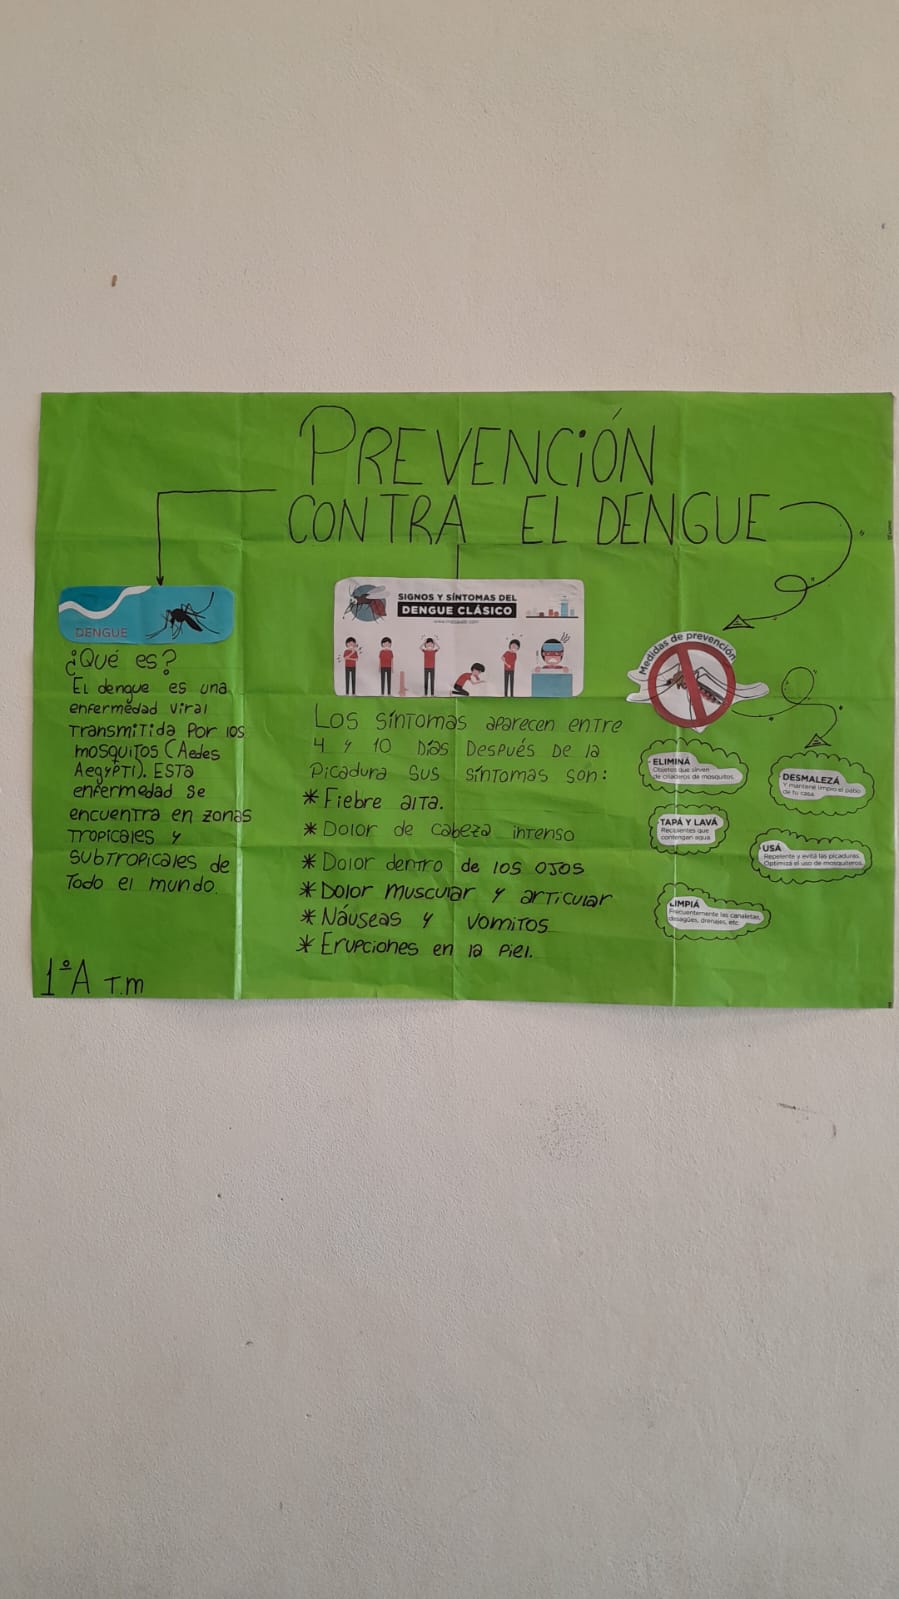 PREVENCIÓN
CONTRA EL DENGUE
DENGUE
¿Qué es?
El dengue es una
enfermedad viral
transmitida por los
mosquitos (Aedes
Aegypti). Esta
enfermedad se
encuentra en zonas
tropicales y
subtropicales de
todo el mundo.
1ºA T.m
SIGNOS Y SÍNTOMAS DEL
DENGUE CLÁSICO
Los síntomas aparecen entre
4 y 10 días después de la
picadura sus síntomas son:
* Fiebre alta.
* Dolor de cabeza intenso
* Dolor dentro de los ojos
* Dolor muscular y articular
* Náuseas y vomitos
* Erupciones en la piel.
Medidas de prevención
ELIMINÁ
Objetos que sirven
de criaderos de mosquitos.
DESMALEZÁ
Y mantené limpio el patio
de tu casa.
TAPÁ Y LAVÁ
Recipientes que
contengan agua.
USÁ
Repelente y evitá las picaduras.
Optimizá el uso de mosquiteros.
LIMPIÁ
Frecuentemente las canaletas,
desagües, drenajes, etc